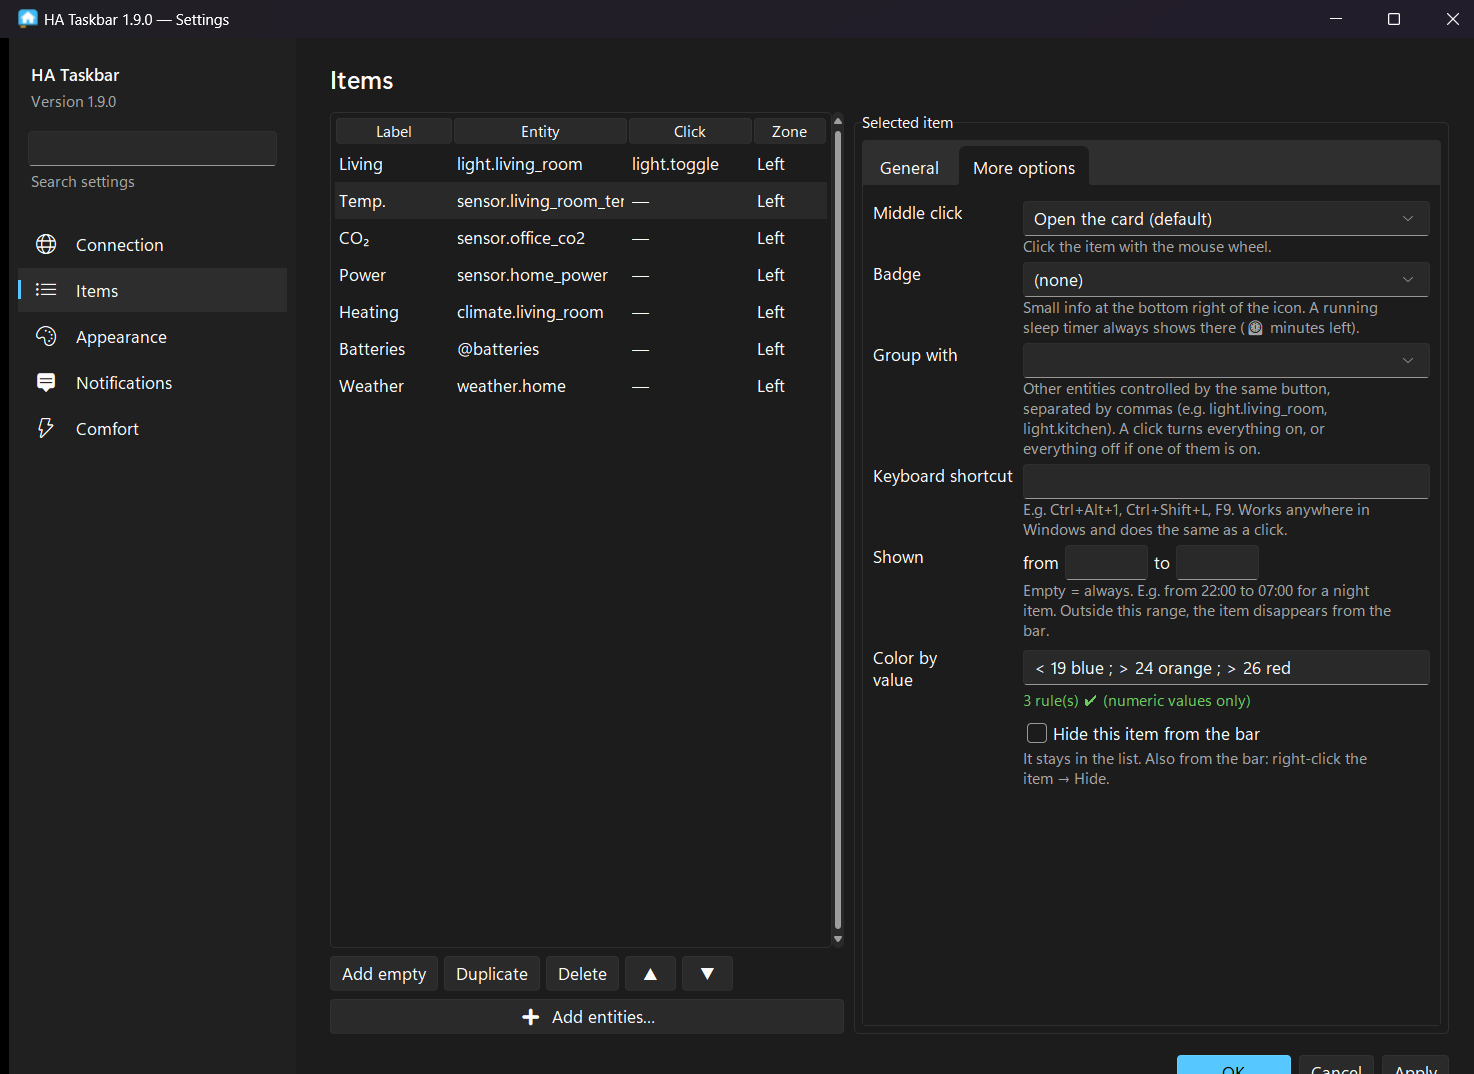 HA Taskbar 1.9.0 — Settings
HA Taskbar
Version 1.9.0
Search settings
Connection
Items
Appearance
Notifications
Comfort
Items
Label Entity Click Zone
Living light.living_room light.toggle Left
Temp. sensor.living_room_ter — Left
CO₂ sensor.office_co2 — Left
Power sensor.home_power — Left
Heating climate.living_room — Left
Batteries @batteries — Left
Weather weather.home — Left
Add empty Duplicate Delete ▲ ▼
+ Add entities...
Selected item
General More options
Middle click Open the card (default)
Click the item with the mouse wheel.
Badge (none)
Small info at the bottom right of the icon. A running
sleep timer always shows there (⏲ minutes left).
Group with
Other entities controlled by the same button,
separated by commas (e.g. light.living_room,
light.kitchen). A click turns everything on, or
everything off if one of them is on.
Keyboard shortcut
E.g. Ctrl+Alt+1, Ctrl+Shift+L, F9. Works anywhere in
Windows and does the same as a click.
Shown from to
Empty = always. E.g. from 22:00 to 07:00 for a night
item. Outside this range, the item disappears from the
bar.
Color by
value
< 19 blue ; > 24 orange ; > 26 red
3 rule(s) ✔ (numeric values only)
Hide this item from the bar
It stays in the list. Also from the bar: right-click the
item → Hide.
OK Cancel Apply